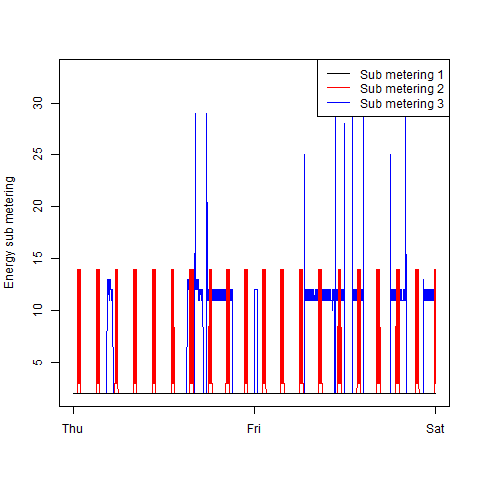 Sub metering 1
Sub metering 2
Sub metering 3
Energy sub metering
30
25
20
15
10
5
Thu
Fri
Sat